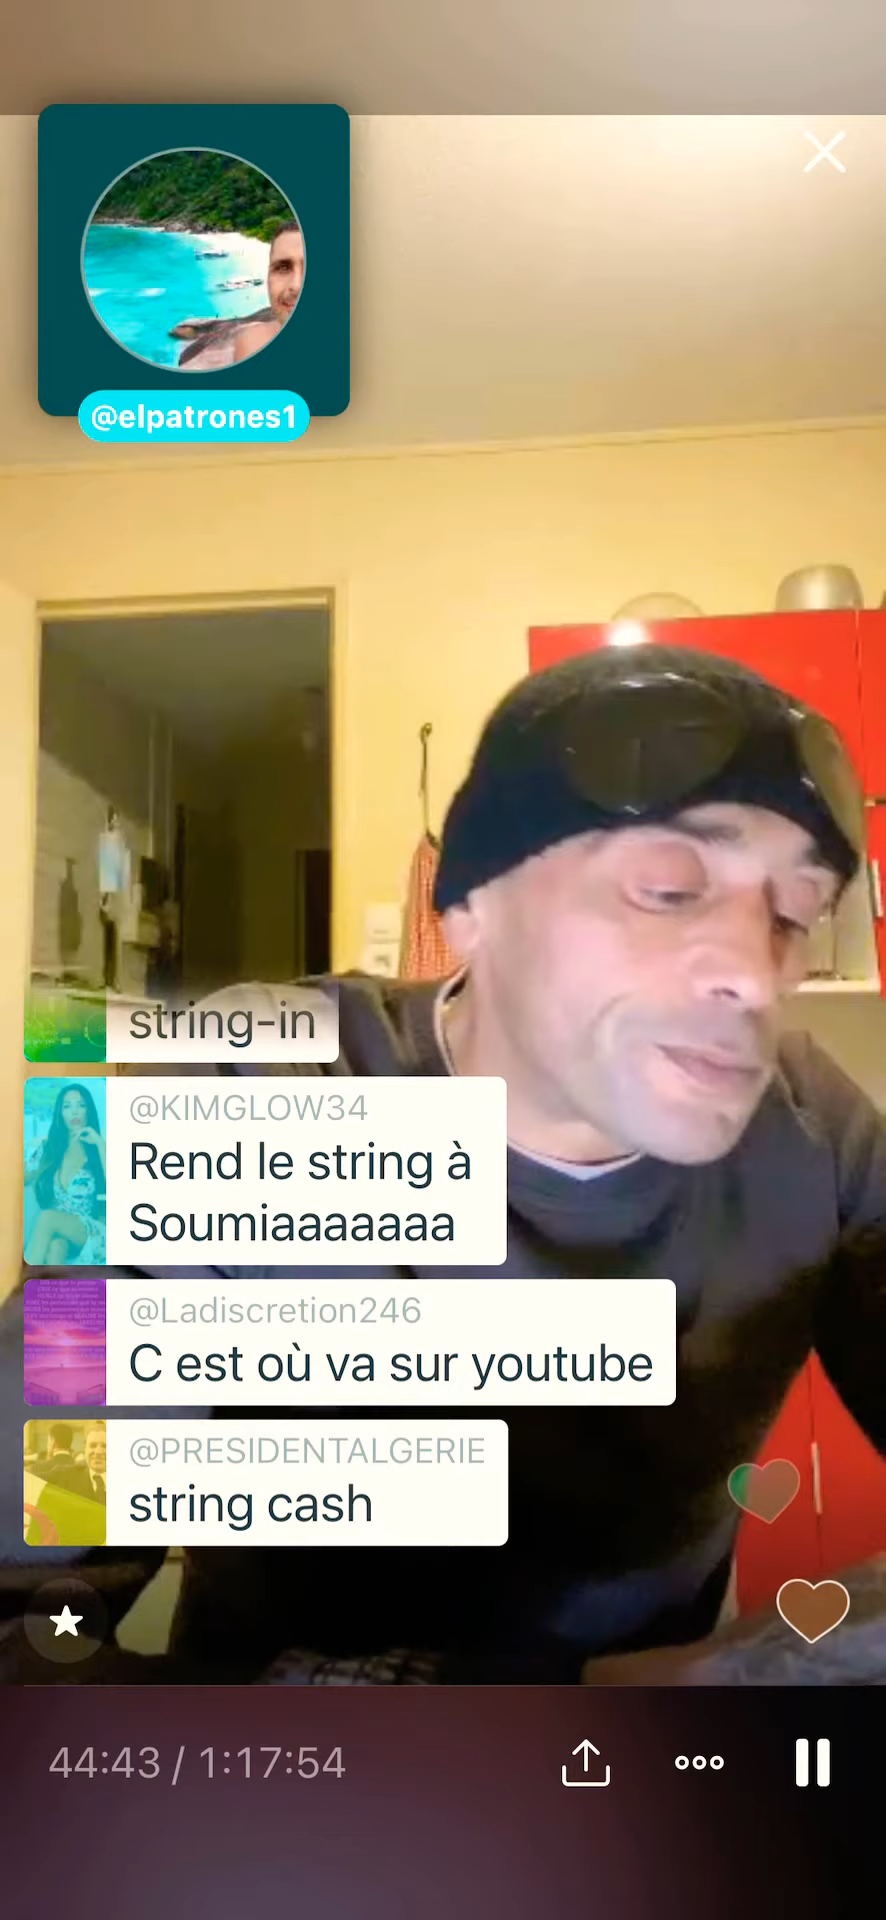 @elpatrones1
string-in
@KIMGLOW34
Rend le string à
Soumiaaaaaaa
@Ladiscretion246
C est où va sur youtube
@PRESIDENTALGERIE
string cash
44:43 / 1:17:54